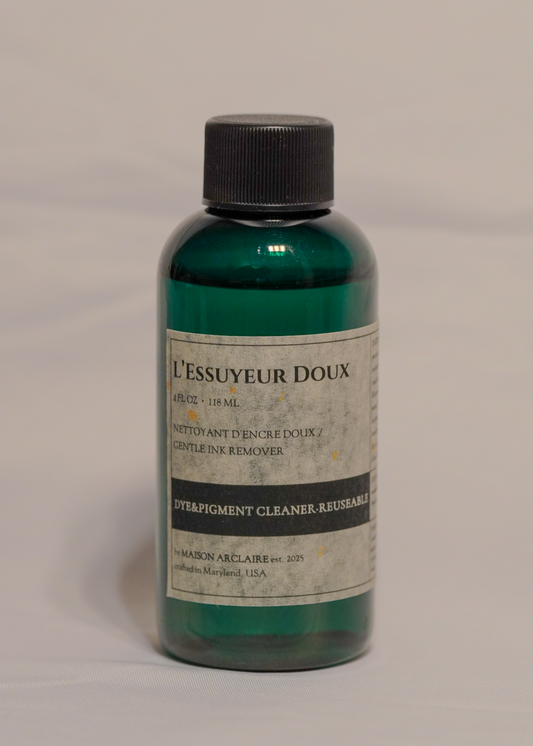 L'ESSUYEUR DOUX
4 FL OZ · 118 ML
NETTOYANT D'ENCRE DOUX /
GENTLE INK REMOVER
DYE&PIGMENT CLEANER-REUSEABLE
by MAISON ARCLAIRE est. 2025
crafted in Maryland, USA